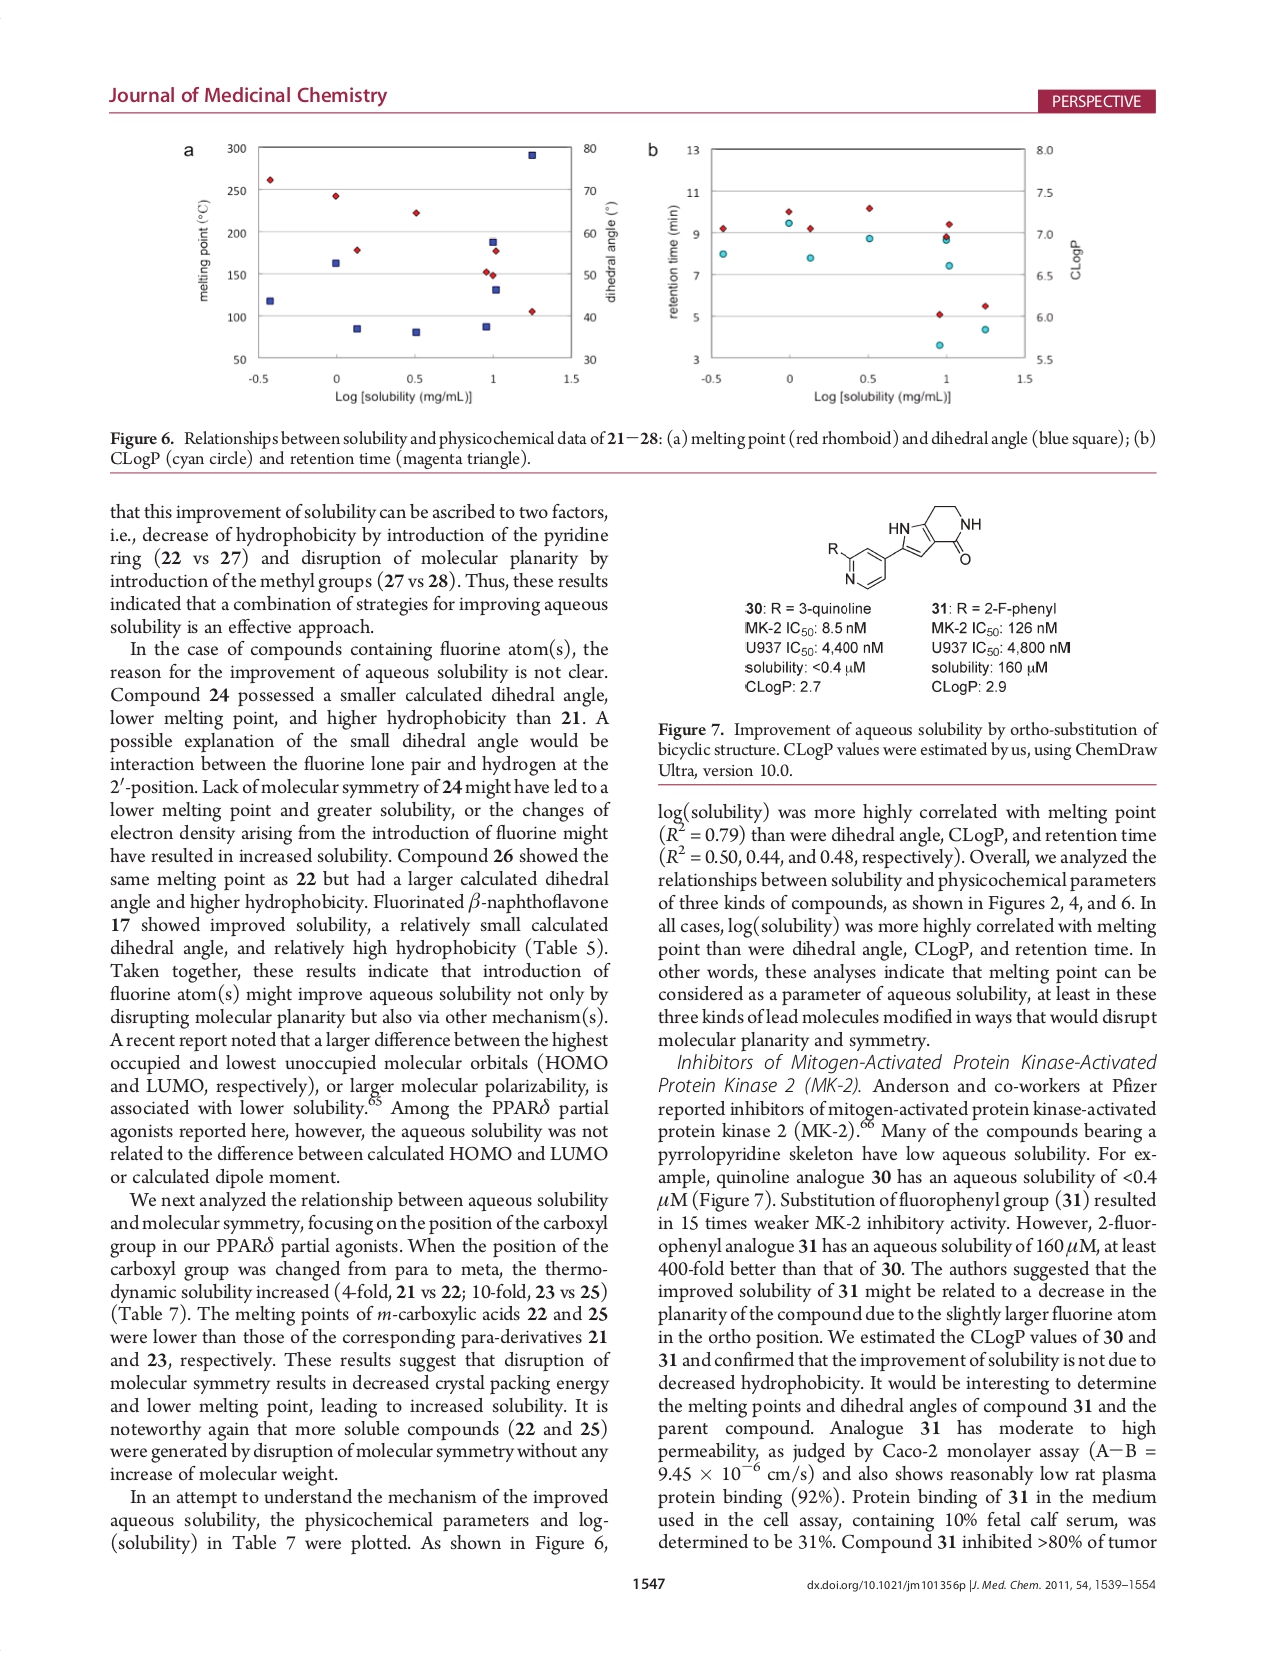 Journal of Medicinal Chemistry
PERSPECTIVE
a
300
250
200
150
100
50
melting point (°C)
80
70
60
50
40
30
dihedral angle (°)
-0.5
0
0.5
1
1.5
Log [solubility (mg/mL)]
b
13
11
9
7
5
3
retention time (min)
8.0
7.5
7.0
6.5
6.0
5.5
CLogP
-0.5
0
0.5
1
1.5
Log [solubility (mg/mL)]
Figure 6. Relationships between solubility and physicochemical data of 21−28: (a) melting point (red rhomboid) and dihedral angle (blue square); (b)
CLogP (cyan circle) and retention time (magenta triangle).
that this improvement of solubility can be ascribed to two factors,
i.e., decrease of hydrophobicity by introduction of the pyridine
ring (22 vs 27) and disruption of molecular planarity by
introduction of the methyl groups (27 vs 28). Thus, these results
indicated that a combination of strategies for improving aqueous
solubility is an effective approach.
In the case of compounds containing fluorine atom(s), the
reason for the improvement of aqueous solubility is not clear.
Compound 24 possessed a smaller calculated dihedral angle,
lower melting point, and higher hydrophobicity than 21. A
possible explanation of the small dihedral angle would be
interaction between the fluorine lone pair and hydrogen at the
2′-position. Lack of molecular symmetry of 24 might have led to a
lower melting point and greater solubility, or the changes of
electron density arising from the introduction of fluorine might
have resulted in increased solubility. Compound 26 showed the
same melting point as 22 but had a larger calculated dihedral
angle and higher hydrophobicity. Fluorinated β-naphthoflavone
17 showed improved solubility, a relatively small calculated
dihedral angle, and relatively high hydrophobicity (Table 5).
Taken together, these results indicate that introduction of
fluorine atom(s) might improve aqueous solubility not only by
disrupting molecular planarity but also via other mechanism(s).
A recent report noted that a larger difference between the highest
occupied and lowest unoccupied molecular orbitals (HOMO
and LUMO, respectively), or larger molecular polarizability, is
associated with lower solubility.65 Among the PPARδ partial
agonists reported here, however, the aqueous solubility was not
related to the difference between calculated HOMO and LUMO
or calculated dipole moment.
We next analyzed the relationship between aqueous solubility
and molecular symmetry, focusing on the position of the carboxyl
group in our PPARδ partial agonists. When the position of the
carboxyl group was changed from para to meta, the thermo-
dynamic solubility increased (4-fold, 21 vs 22; 10-fold, 23 vs 25)
(Table 7). The melting points of m-carboxylic acids 22 and 25
were lower than those of the corresponding para-derivatives 21
and 23, respectively. These results suggest that disruption of
molecular symmetry results in decreased crystal packing energy
and lower melting point, leading to increased solubility. It is
noteworthy again that more soluble compounds (22 and 25)
were generated by disruption of molecular symmetry without any
increase of molecular weight.
In an attempt to understand the mechanism of the improved
aqueous solubility, the physicochemical parameters and log-
(solubility) in Table 7 were plotted. As shown in Figure 6,
HN
NH
O
R
N
30: R = 3-quinoline
MK-2 IC50: 8.5 nM
U937 IC50: 4,400 nM
solubility: <0.4 μM
CLogP: 2.7
31: R = 2-F-phenyl
MK-2 IC50: 126 nM
U937 IC50: 4,800 nM
solubility: 160 μM
CLogP: 2.9
Figure 7. Improvement of aqueous solubility by ortho-substitution of
bicyclic structure. CLogP values were estimated by us, using ChemDraw
Ultra, version 10.0.
log(solubility) was more highly correlated with melting point
(R2 = 0.79) than were dihedral angle, CLogP, and retention time
(R2 = 0.50, 0.44, and 0.48, respectively). Overall, we analyzed the
relationships between solubility and physicochemical parameters
of three kinds of compounds, as shown in Figures 2, 4, and 6. In
all cases, log(solubility) was more highly correlated with melting
point than were dihedral angle, CLogP, and retention time. In
other words, these analyses indicate that melting point can be
considered as a parameter of aqueous solubility, at least in these
three kinds of lead molecules modified in ways that would disrupt
molecular planarity and symmetry.
Inhibitors of Mitogen-Activated Protein Kinase-Activated
Protein Kinase 2 (MK-2). Anderson and co-workers at Pfizer
reported inhibitors of mitogen-activated protein kinase-activated
protein kinase 2 (MK-2).66 Many of the compounds bearing a
pyrrolopyridine skeleton have low aqueous solubility. For ex-
ample, quinoline analogue 30 has an aqueous solubility of <0.4
μM (Figure 7). Substitution of fluorophenyl group (31) resulted
in 15 times weaker MK-2 inhibitory activity. However, 2-fluor-
ophenyl analogue 31 has an aqueous solubility of 160 μM, at least
400-fold better than that of 30. The authors suggested that the
improved solubility of 31 might be related to a decrease in the
planarity of the compound due to the slightly larger fluorine atom
in the ortho position. We estimated the CLogP values of 30 and
31 and confirmed that the improvement of solubility is not due to
decreased hydrophobicity. It would be interesting to determine
the melting points and dihedral angles of compound 31 and the
parent compound. Analogue 31 has moderate to high
permeability, as judged by Caco-2 monolayer assay (A−B =
9.45 × 10−6 cm/s) and also shows reasonably low rat plasma
protein binding (92%). Protein binding of 31 in the medium
used in the cell assay, containing 10% fetal calf serum, was
determined to be 31%. Compound 31 inhibited >80% of tumor
1547
dx.doi.org/10.1021/jm101356p |J. Med. Chem. 2011, 54, 1539–1554